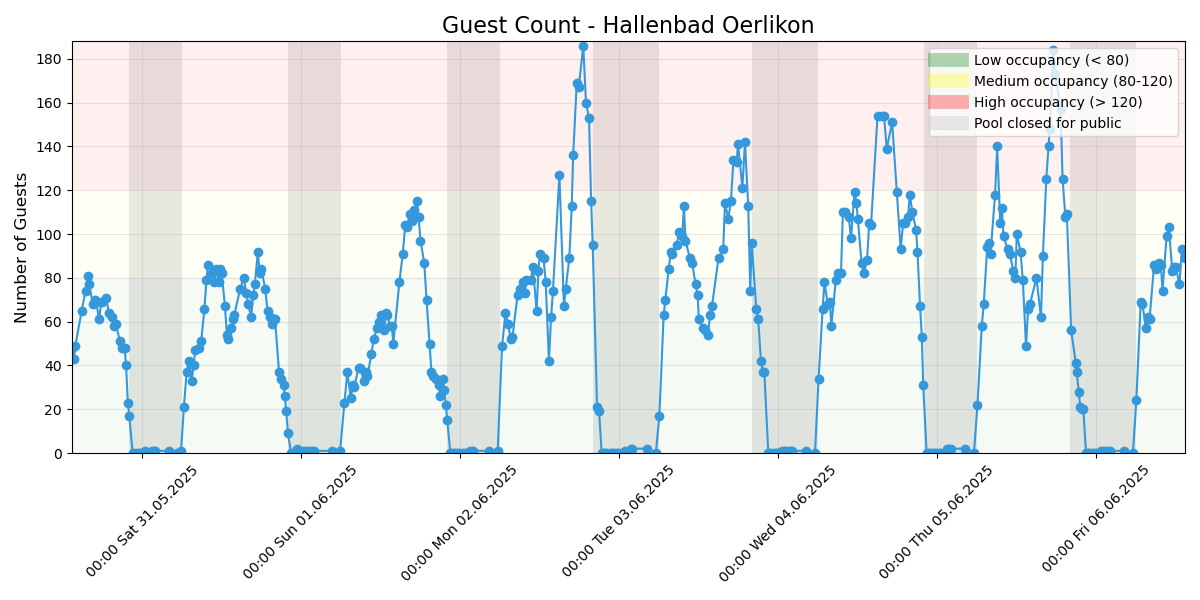 Guest Count - Hallenbad Oerlikon
Number of Guests
180
160
140
120
100
80
60
40
20
0
Low occupancy (< 80)
Medium occupancy (80-120)
High occupancy (> 120)
Pool closed for public
00:00 Sat 31.05.2025
00:00 Sun 01.06.2025
00:00 Mon 02.06.2025
00:00 Tue 03.06.2025
00:00 Wed 04.06.2025
00:00 Thu 05.06.2025
00:00 Fri 06.06.2025